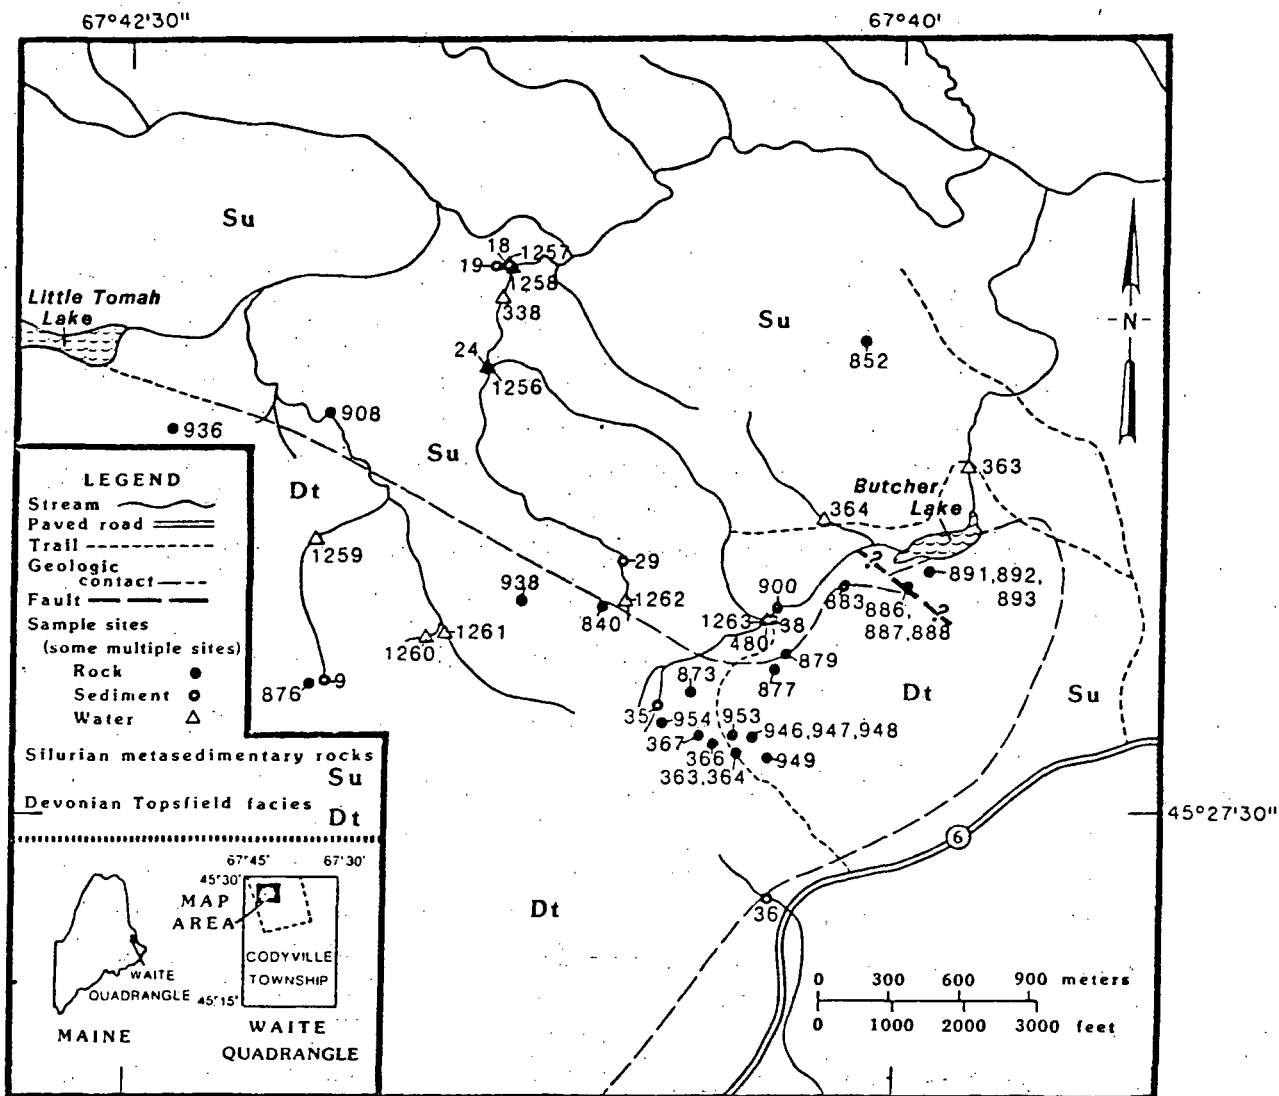 67°42'30"
67°40'
Su
18
1257
19
1258
338
Little Tomah
Lake
Su
852
24
1256
908
936
Su
363
Dt
Butcher
Lake
364
LEGEND
Stream
Paved road
Trail
Geologic
contact
Fault
Sample sites
(some multiple sites)
Rock
Sediment
Water
Silurian metasedimentary rocks
Su
Devonian Topsfield facies
Dt
N
1259
29
938
900
?
891,892,
893
883
886,
887,888
?
1262
840
1263
38
480
1261
1260
879
876
9
873
877
Dt
Su
35
954
953
946,947,948
367
366
949
363,364
45°27'30"
6
Dt
36
67°45'
67°30'
45°30'
MAP
AREA
CODYVILLE
TOWNSHIP
WAITE
QUADRANGLE
45°15'
MAINE
WAITE
QUADRANGLE
0 300 600 900 meters
0 1000 2000 3000 feet